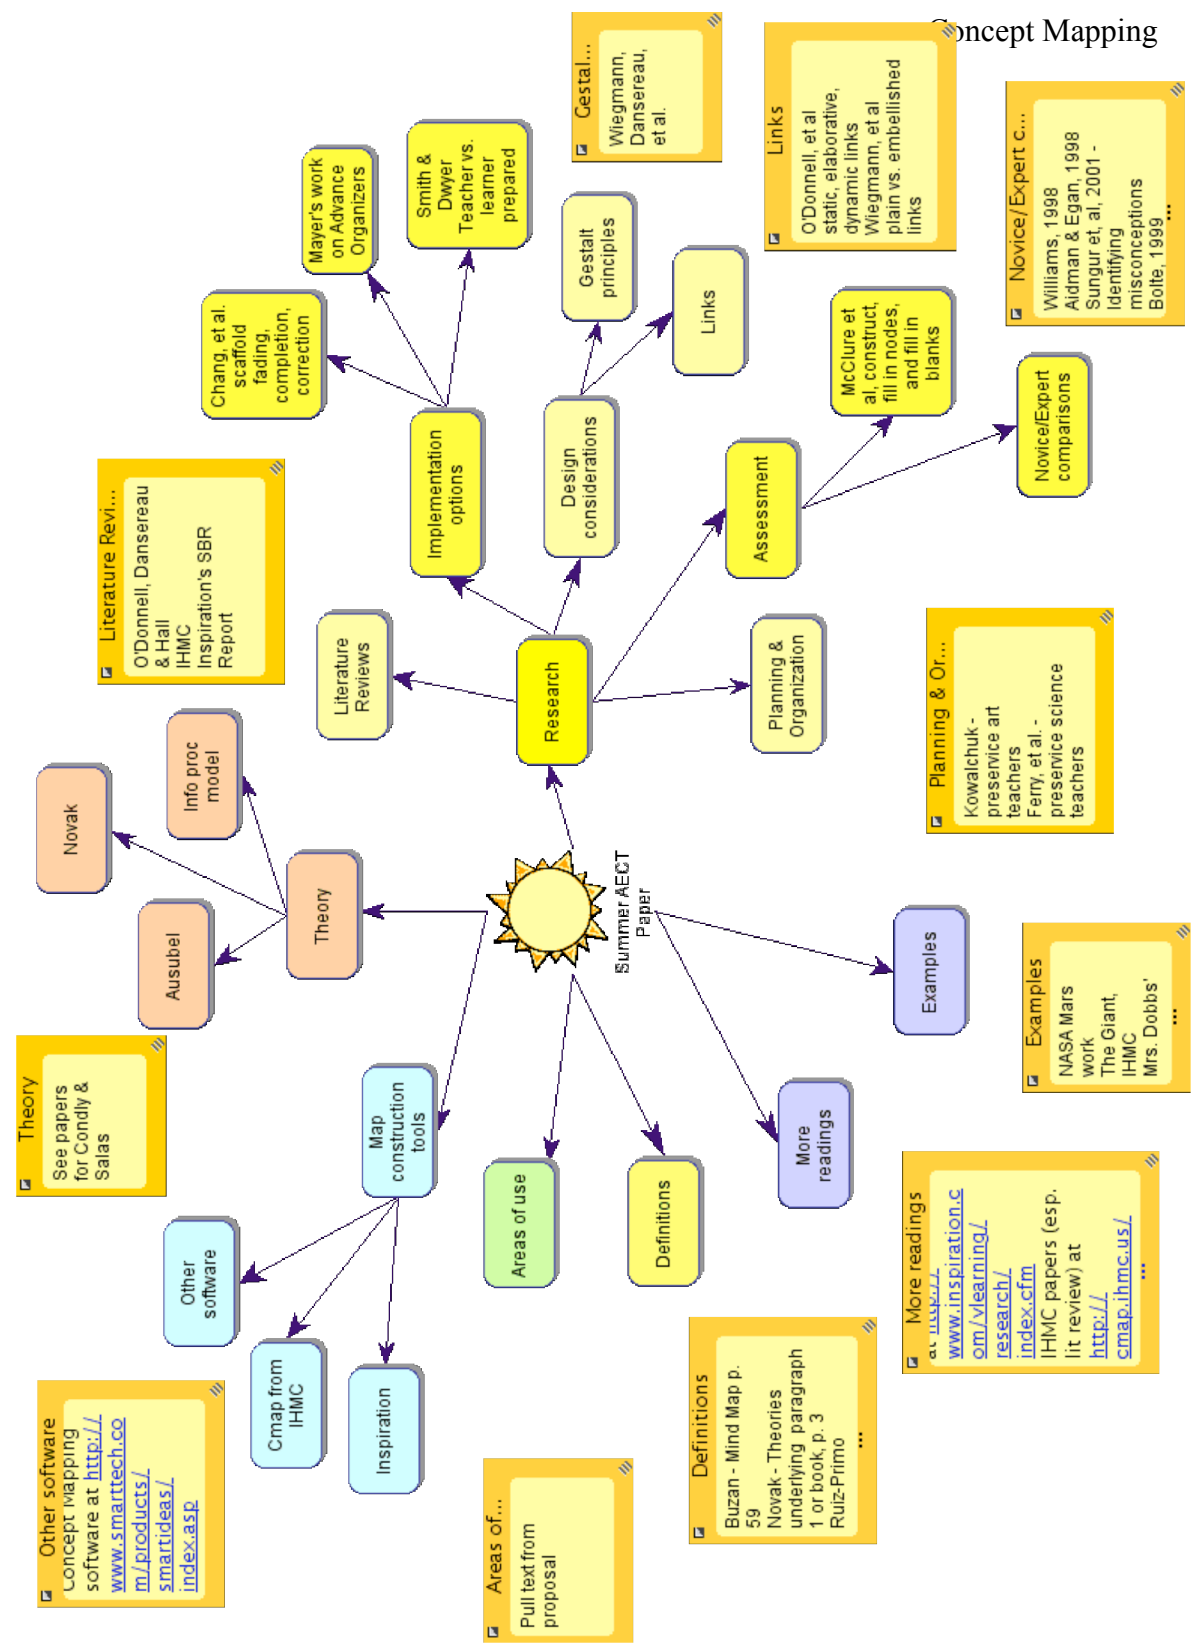 Concept Mapping
Other software
Concept Mapping
software at http://
www.smarttech.co
m/products/
smartideas/
index.asp
Theory
See papers
for Condly &
Salas
Novak
Ausubel
Info proc
model
Theory
Literature Revi...
O'Donnell, Dansereau
& Hall
IHMC
Inspiration's SBR
Report
Other
software
Cmap from
IHMC
Inspiration
Map
construction
tools
Literature
Reviews
Chang, et al.
scaffold
fading,
completion,
correction
Mayer's work
on Advance
Organizers
Smith &
Dwyer
Teacher vs.
learner
prepared
Implementation
options
Areas of...
Pull text from
proposal
Areas of use
Summer AECT
Paper
Research
Design
considerations
Gestalt
principles
Links
Gestal...
Wiegmann,
Dansereau,
et al.
Definitions
Definitions
Buzan - Mind Map p.
59
Novak - Theories
underlying paragraph
1 or book, p. 3
Ruiz-Primo
...
More
readings
Planning &
Organization
Assessment
McClure et
al, construct,
fill in nodes,
and fill in
blanks
Novice/Expert
comparisons
Links
O'Donnell, et al
static, elaborative,
dynamic links
Wiegmann, et al
plain vs. embellished
links
More readings
at http://
www.inspiration.c
om/vlearning/
research/
index.cfm
IHMC papers (esp.
lit review) at
http://
cmap.ihmc.us/
...
Examples
Examples
NASA Mars
work
The Giant,
IHMC
Mrs. Dobbs'
...
Planning & Or...
Kowalchuk -
preservice art
teachers
Ferry, et al. -
preservice science
teachers
Novice/Expert c...
Williams, 1998
Aidman & Egan, 1998
Sungur et, al, 2001 -
Identifying
misconceptions
Bolte, 1999
...